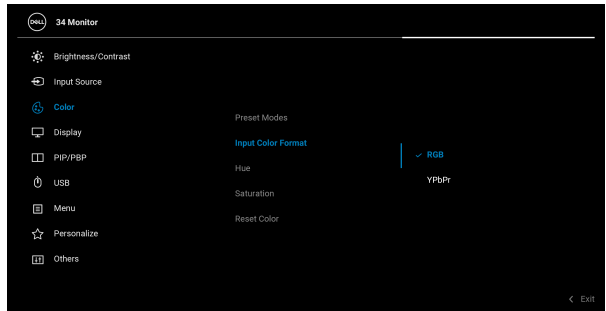 DELL 34 Monitor
Brightness/Contrast
Input Source
Color
Display
PIP/PBP
USB
Menu
Personalize
Others
Preset Modes
Input Color Format
Hue
Saturation
Reset Color
RGB
YPbPr
Exit